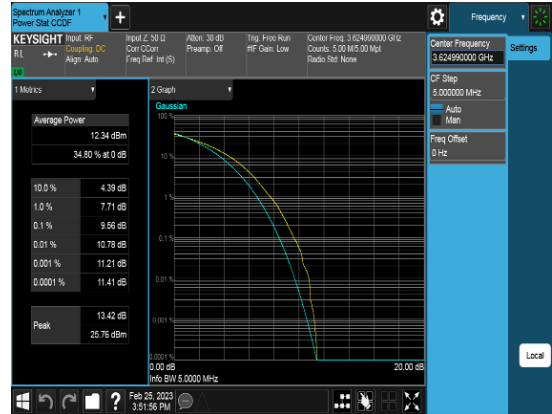 Spectrum Analyzer 1
Power Stat CCDF
Frequency
KEYSIGHT
Input: RF
Coupling: DC
Align: Auto
Input Z: 50 Ω
Corr CCorr
Freq Ref: Int (S)
Atten: 30 dB
Preamp: Off
Trig: Free Run
#IF Gain: Low
Center Freq: 3.624990000 GHz
Counts: 5.00 M/5.00 Mpt
Radio Std: None
RL
Center Frequency
3.624990000 GHz
Settings
CF Step
5.000000 MHz
Auto
Man
Freq Offset
0 Hz
1 Metrics
2 Graph
Average Power
12.34 dBm
34.80 % at 0 dB
10.0 % 4.39 dB
1.0 % 7.71 dB
0.1 % 9.56 dB
0.01 % 10.78 dB
0.001 % 11.21 dB
0.0001 % 11.41 dB
Peak
13.42 dB
25.76 dBm
Gaussian
100 %
10 %
1 %
0.1 %
0.01 %
0.001 %
0.0001 %
0.00 dB 20.00 dB
Info BW 5.0000 MHz
Local
Feb 25, 2023
3:51:56 PM